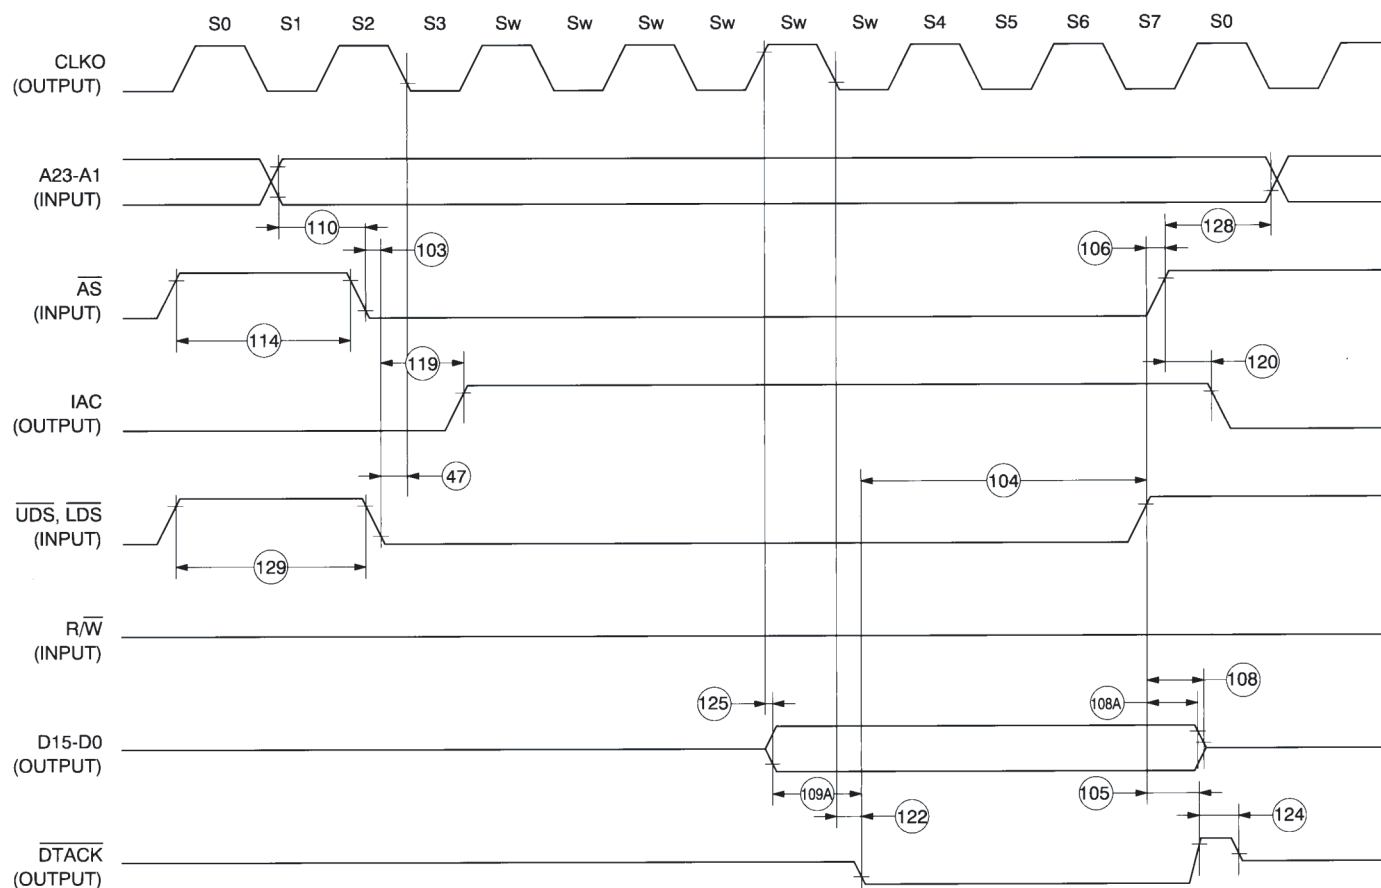 S0 S1 S2 S3 Sw Sw Sw Sw Sw Sw S4 S5 S6 S7 S0
CLKO
(OUTPUT)
A23-A1
(INPUT)
110
128
103
106
AS
(INPUT)
114
119
120
IAC
(OUTPUT)
47
104
UDS, LDS
(INPUT)
129
R/W
(INPUT)
108
125
108A
D15-D0
(OUTPUT)
109A
105
122
124
DTACK
(OUTPUT)